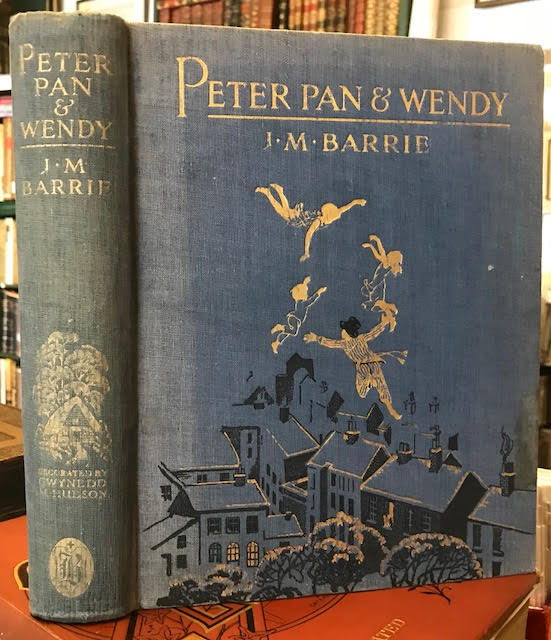 PETER
PAN
&
WENDY
J·M·
BARRIE
DECORATED BY
GWYNEDD
M·HUDSON
PETER PAN & WENDY
J·M·BARRIE